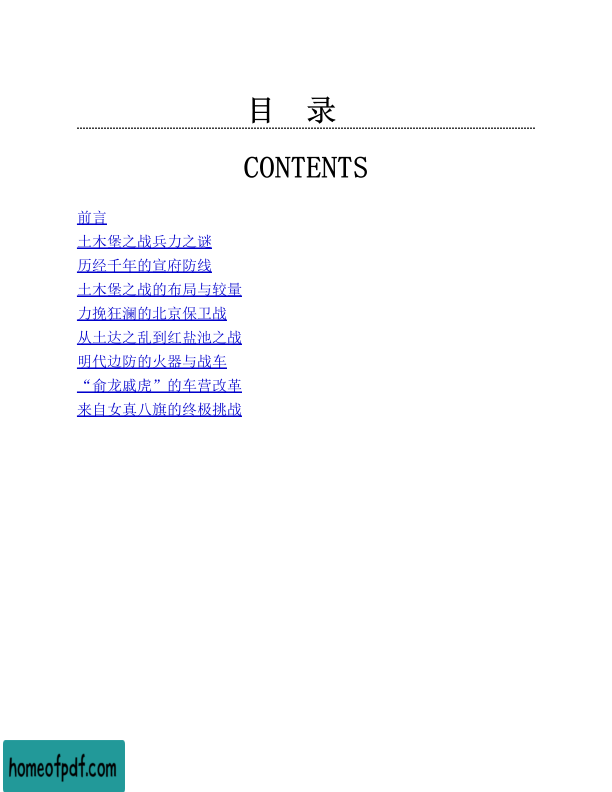 目 录
CONTENTS
前言
土木堡之战兵力之谜
历经千年的宣府防线
土木堡之战的布局与较量
力挽狂澜的北京保卫战
从土达之乱到红盐池之战
明代边防的火器与战车
“俞龙戚虎”的车营改革
来自女真八旗的终极挑战
homeofpdf.com